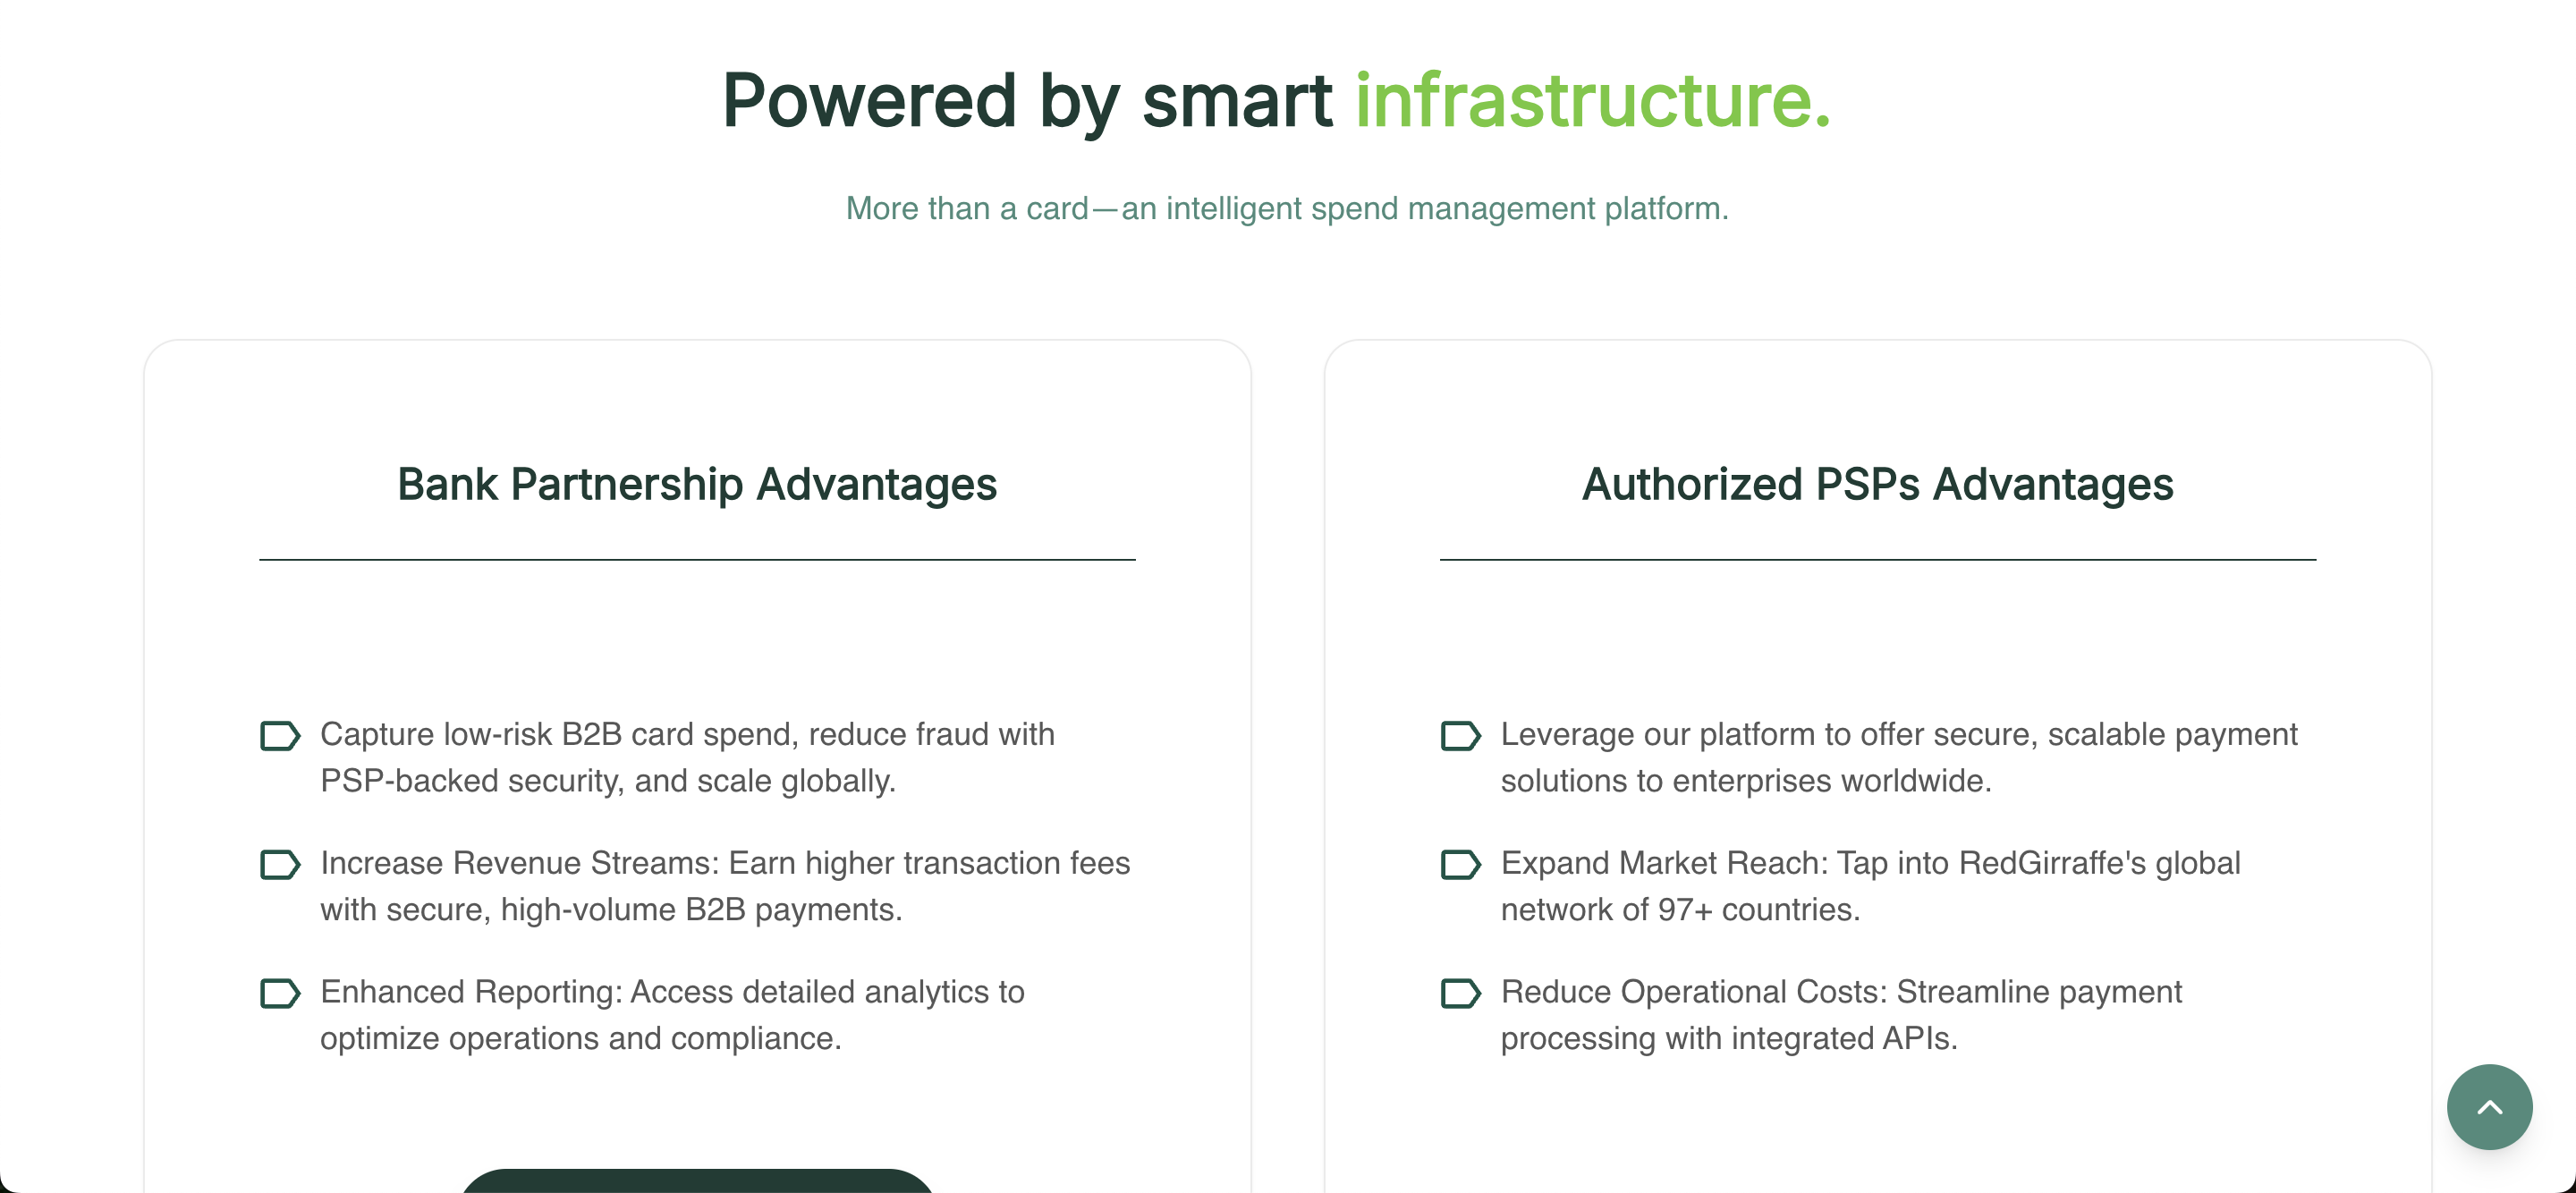 Powered by smart infrastructure.
More than a card—an intelligent spend management platform.
Bank Partnership Advantages
Capture low-risk B2B card spend, reduce fraud with
PSP-backed security, and scale globally.
Increase Revenue Streams: Earn higher transaction fees
with secure, high-volume B2B payments.
Enhanced Reporting: Access detailed analytics to
optimize operations and compliance.
Authorized PSPs Advantages
Leverage our platform to offer secure, scalable payment
solutions to enterprises worldwide.
Expand Market Reach: Tap into RedGirraffe's global
network of 97+ countries.
Reduce Operational Costs: Streamline payment
processing with integrated APIs.